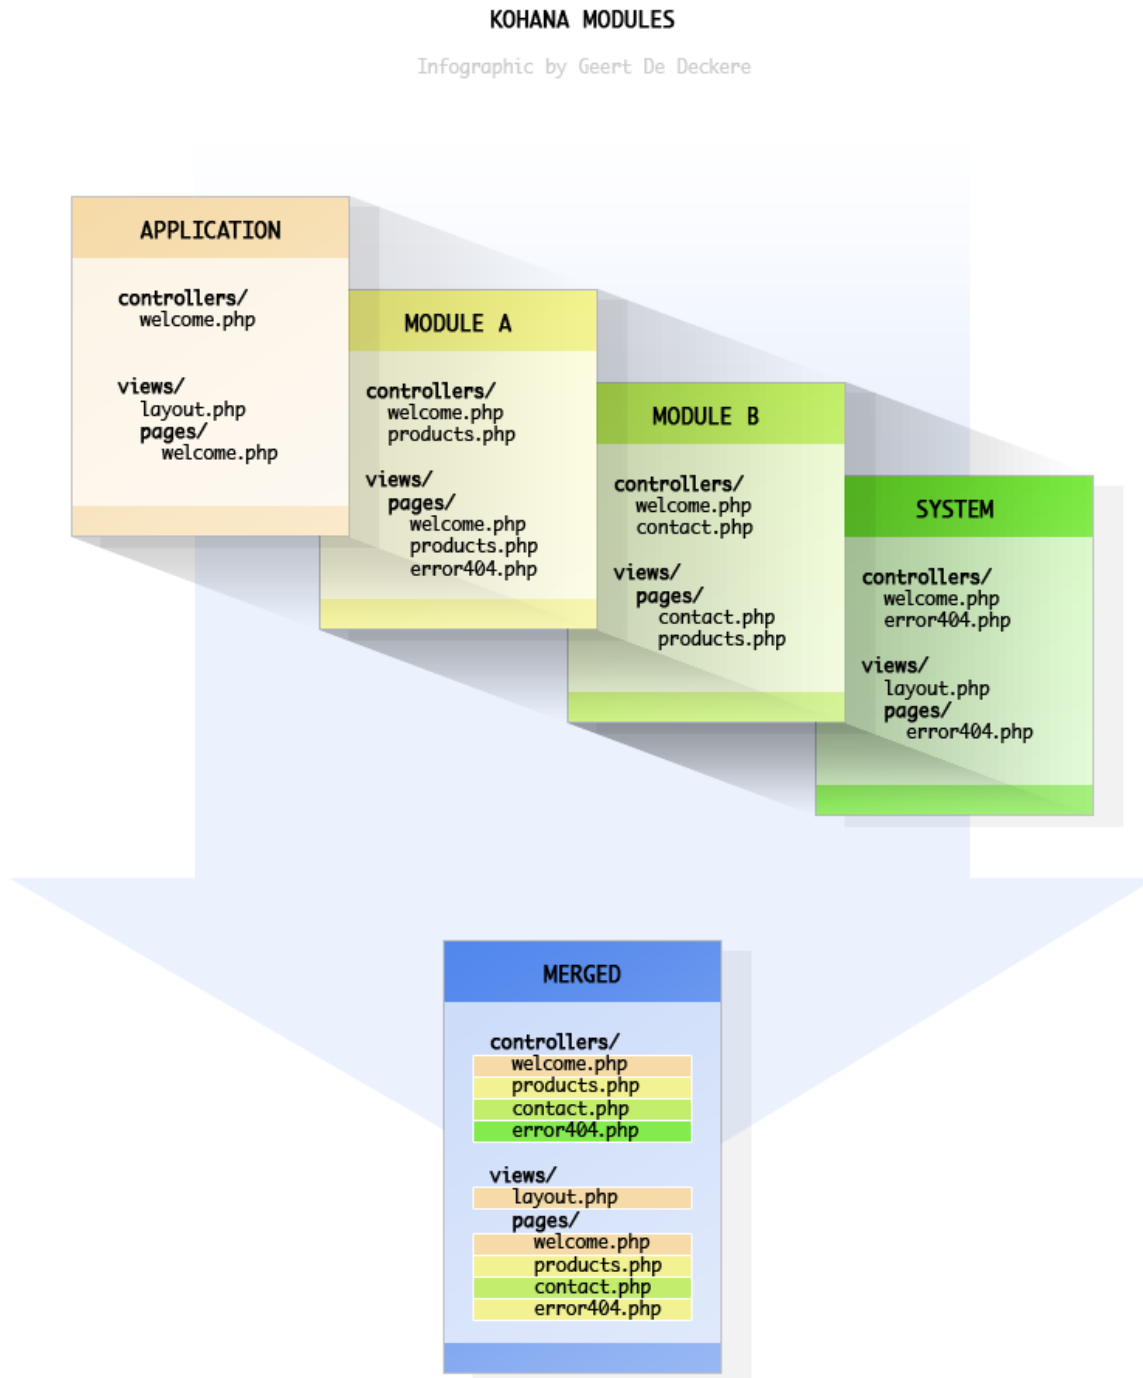 KOHANA MODULES
Infographic by Geert De Deckere
APPLICATION
controllers/
welcome.php
views/
layout.php
pages/
welcome.php
MODULE A
controllers/
welcome.php
products.php
views/
pages/
welcome.php
products.php
error404.php
MODULE B
controllers/
welcome.php
contact.php
views/
pages/
contact.php
products.php
SYSTEM
controllers/
welcome.php
error404.php
views/
layout.php
pages/
error404.php
MERGED
controllers/
welcome.php
products.php
contact.php
error404.php
views/
layout.php
pages/
welcome.php
products.php
contact.php
error404.php